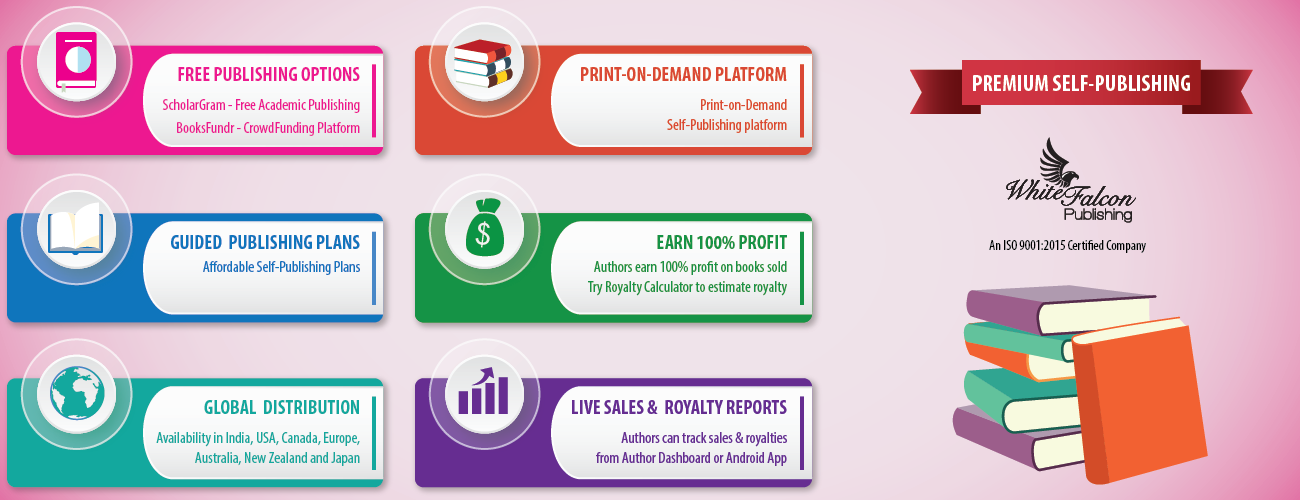 FREE PUBLISHING OPTIONS
ScholarGram - Free Academic Publishing
BooksFundr - CrowdFunding Platform
PRINT-ON-DEMAND PLATFORM
Print-on-Demand
Self-Publishing platform
GUIDED PUBLISHING PLANS
Affordable Self-Publishing Plans
$
EARN 100% PROFIT
Authors earn 100% profit on books sold
Try Royalty Calculator to estimate royalty
GLOBAL DISTRIBUTION
Availability in India, USA, Canada, Europe,
Australia, New Zealand and Japan
LIVE SALES & ROYALTY REPORTS
Authors can track sales & royalties
from Author Dashboard or Android App
PREMIUM SELF-PUBLISHING
White Falcon
Publishing
An ISO 9001:2015 Certified Company